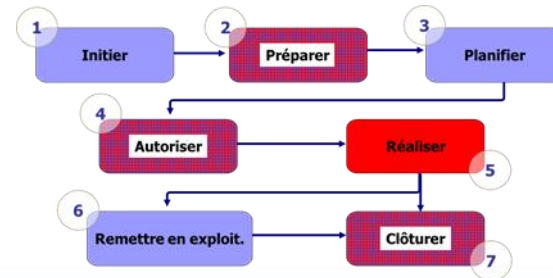 1
Initier
2
Préparer
3
Planifier
4
Autoriser
Réaliser
5
6
Remettre en exploit.
Clôturer
7